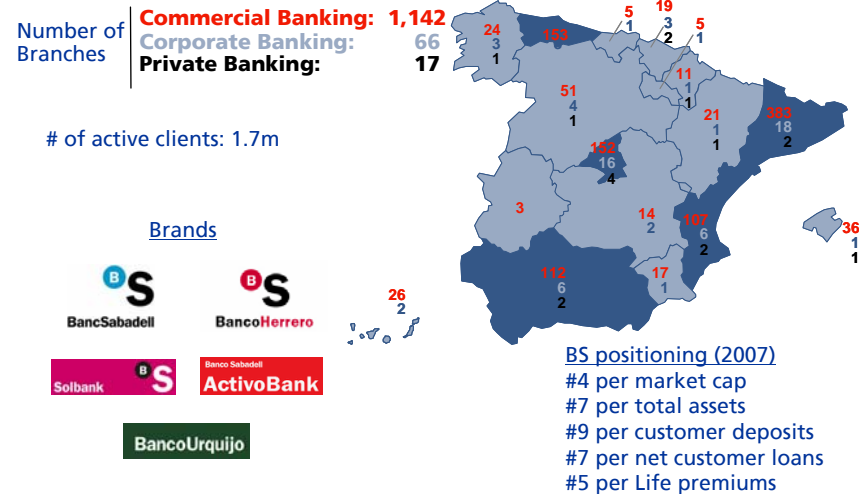 Number of Branches
Commercial Banking: 1,142
Corporate Banking: 66
Private Banking: 17
# of active clients: 1.7m
24
3
1
153
5
1
19
3
2
5
1
11
1
1
51
4
1
21
1
1
383
18
2
152
16
4
3
14
2
107
6
2
36
1
1
112
6
2
17
1
26
2
Brands
B S
BancSabadell
B S
BancoHerrero
Solbank B S
Banco Sabadell
ActivoBank
BancoUrquijo
BS positioning (2007)
#4 per market cap
#7 per total assets
#9 per customer deposits
#7 per net customer loans
#5 per Life premiums